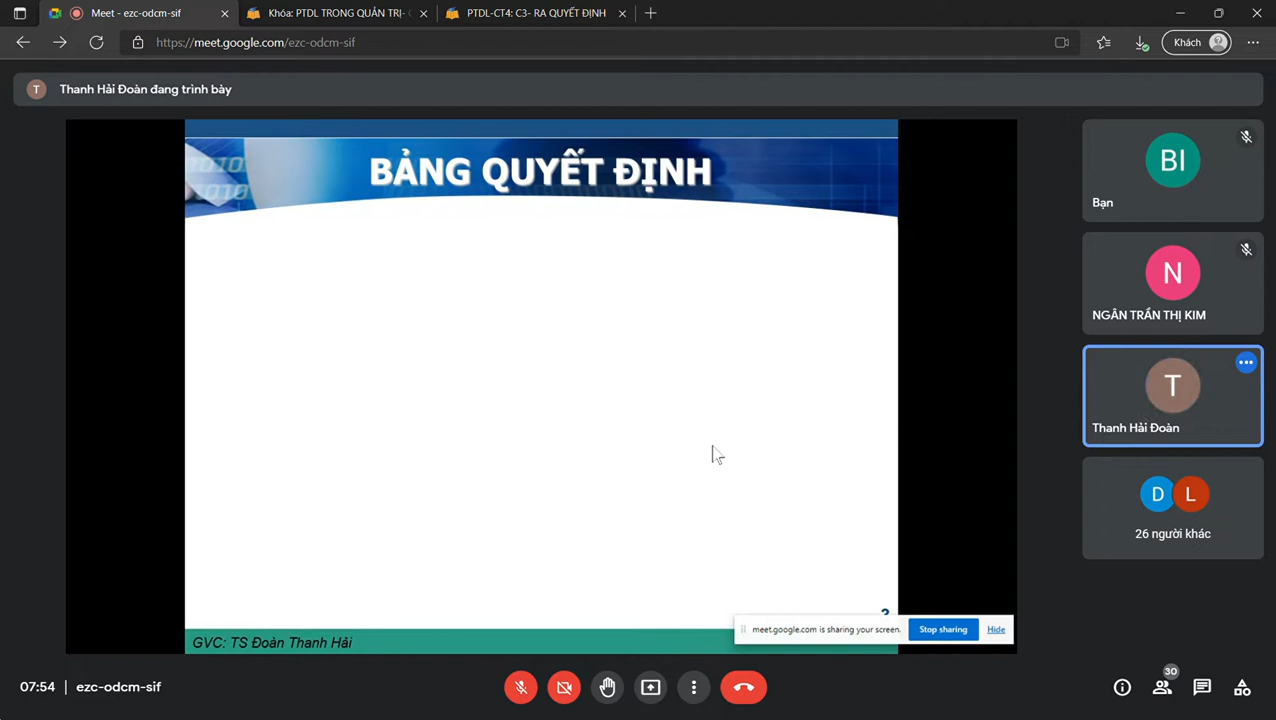 Meet - ezc-odcm-sif
Khóa: PTDL TRONG QUẢN TRỊ-
PTDL-CT4: C3- RA QUYẾT ĐỊNH
https://meet.google.com/ezc-odcm-sif
Khách
T
Thanh Hải Đoàn đang trình bày
BẢNG QUYẾT ĐỊNH
BI
Bạn
N
NGÂN TRẦN THỊ KIM
T
Thanh Hải Đoàn
D
L
26 người khác
meet.google.com is sharing your screen.
Stop sharing
Hide
GVC: TS Đoàn Thanh Hải
07:54 | ezc-odcm-sif
30